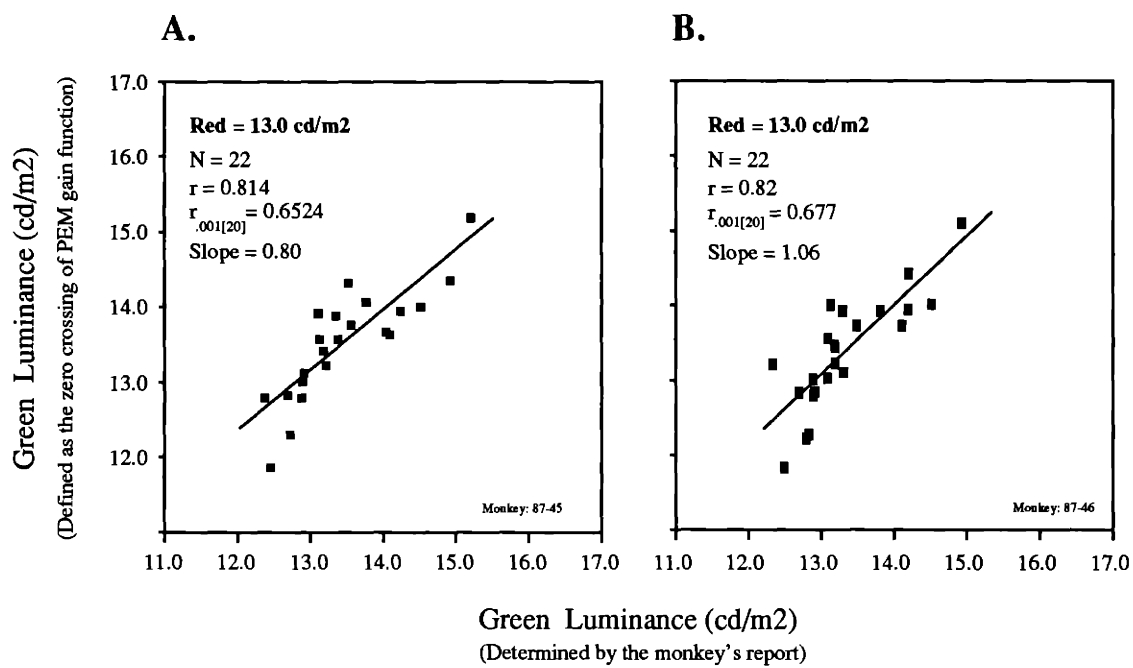 A.
B.
Green Luminance (cd/m2)
(Defined as the zero crossing of PEM gain function)
17.0
16.0
15.0
14.0
13.0
12.0
Red = 13.0 cd/m2
N = 22
r = 0.814
r.001[20] = 0.6524
Slope = 0.80
Monkey: 87-45
11.0 12.0 13.0 14.0 15.0 16.0 17.0
Red = 13.0 cd/m2
N = 22
r = 0.82
r.001[20] = 0.677
Slope = 1.06
Monkey: 87-46
11.0 12.0 13.0 14.0 15.0 16.0 17.0
Green Luminance (cd/m2)
(Determined by the monkey's report)